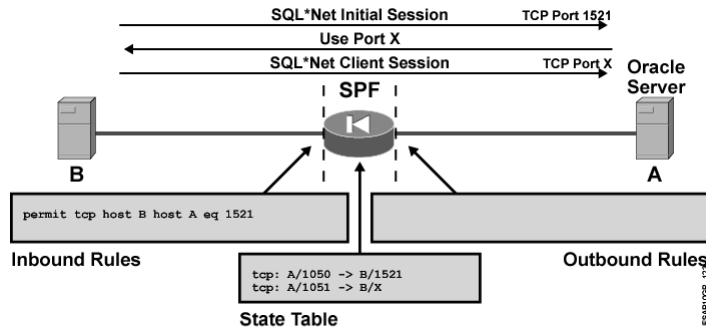 SQL*Net Initial Session TCP Port 1521
Use Port X
SQL*Net Client Session TCP Port X
Oracle
Server
SPF
B
A
permit tcp host B host A eq 1521
Inbound Rules
Outbound Rules
tcp: A/1050 -> B/1521
tcp: A/1051 -> B/X
State Table